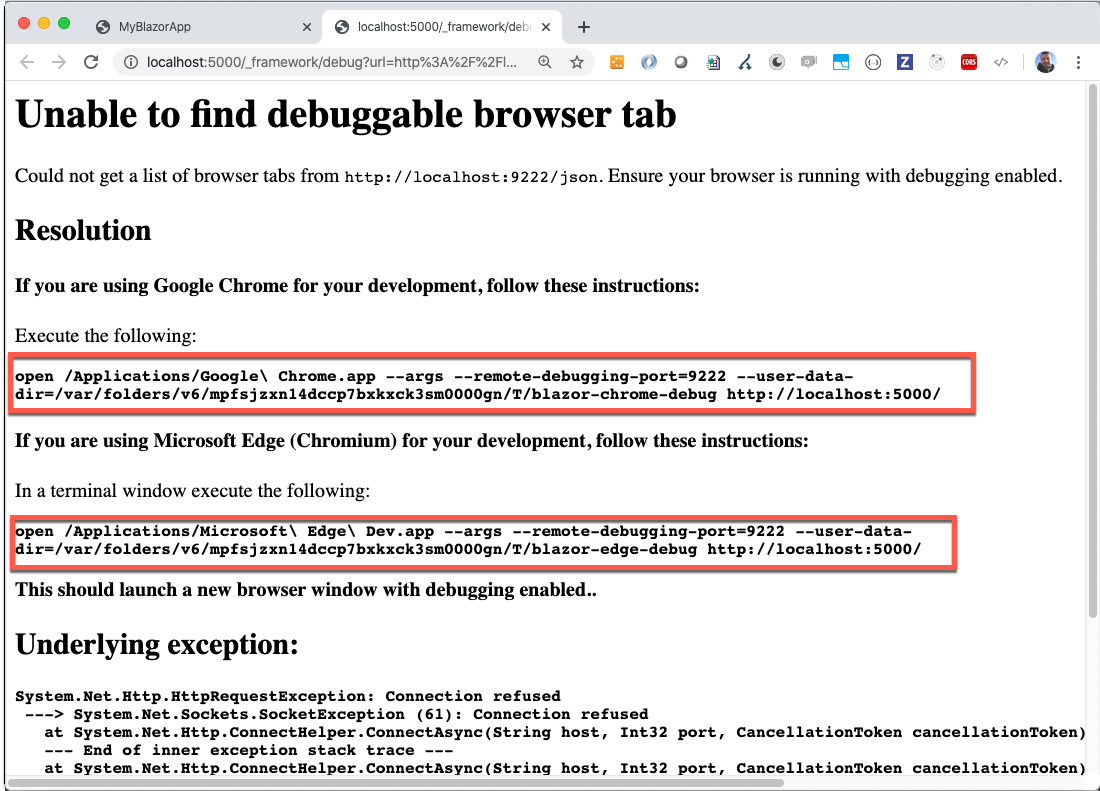 MyBlazorApp
localhost:5000/_framework/debu
localhost:5000/_framework/debug?url=http%3A%2F%2Fl...
Z
CORS
Unable to find debuggable browser tab
Could not get a list of browser tabs from http://localhost:9222/json. Ensure your browser is running with debugging enabled.
Resolution
If you are using Google Chrome for your development, follow these instructions:
Execute the following:
open /Applications/Google\ Chrome.app --args --remote-debugging-port=9222 --user-data-
dir=/var/folders/v6/mpfsjzxn14dccp7bxkxck3sm0000gn/T/blazor-chrome-debug http://localhost:5000/
If you are using Microsoft Edge (Chromium) for your development, follow these instructions:
In a terminal window execute the following:
open /Applications/Microsoft\ Edge\ Dev.app --args --remote-debugging-port=9222 --user-data-
dir=/var/folders/v6/mpfsjzxn14dccp7bxkxck3sm0000gn/T/blazor-edge-debug http://localhost:5000/
This should launch a new browser window with debugging enabled..
Underlying exception:
System.Net.Http.HttpRequestException: Connection refused
---> System.Net.Sockets.SocketException (61): Connection refused
at System.Net.Http.ConnectHelper.ConnectAsync(String host, Int32 port, CancellationToken cancellationToken)
--- End of inner exception stack trace ---
at System.Net.Http.ConnectHelper.ConnectAsync(String host, Int32 port, CancellationToken cancellationToken)